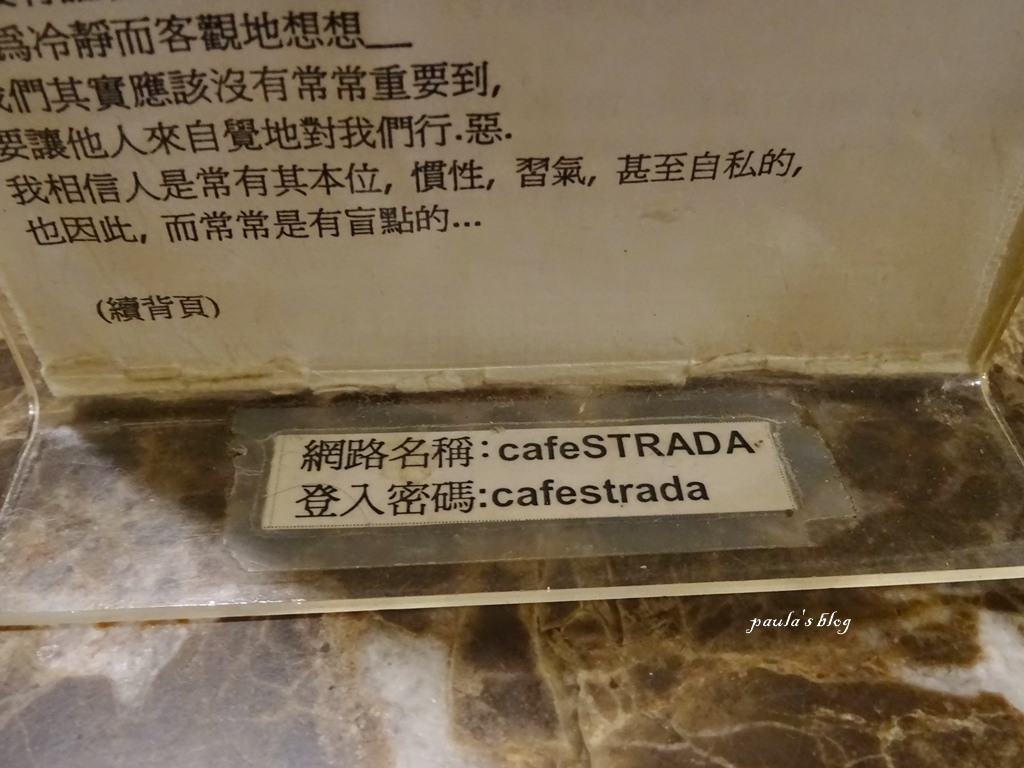 為冷靜而客觀地想想__
我們其實應該沒有常常重要到,
要讓他人來自覺地對我們行.惡.
我相信人是常有其本位, 慣性, 習氣, 甚至自私的,
也因此, 而常常是有盲點的...
(續背頁)
網路名稱:cafeSTRADA
登入密碼:cafestrada
paula's blog